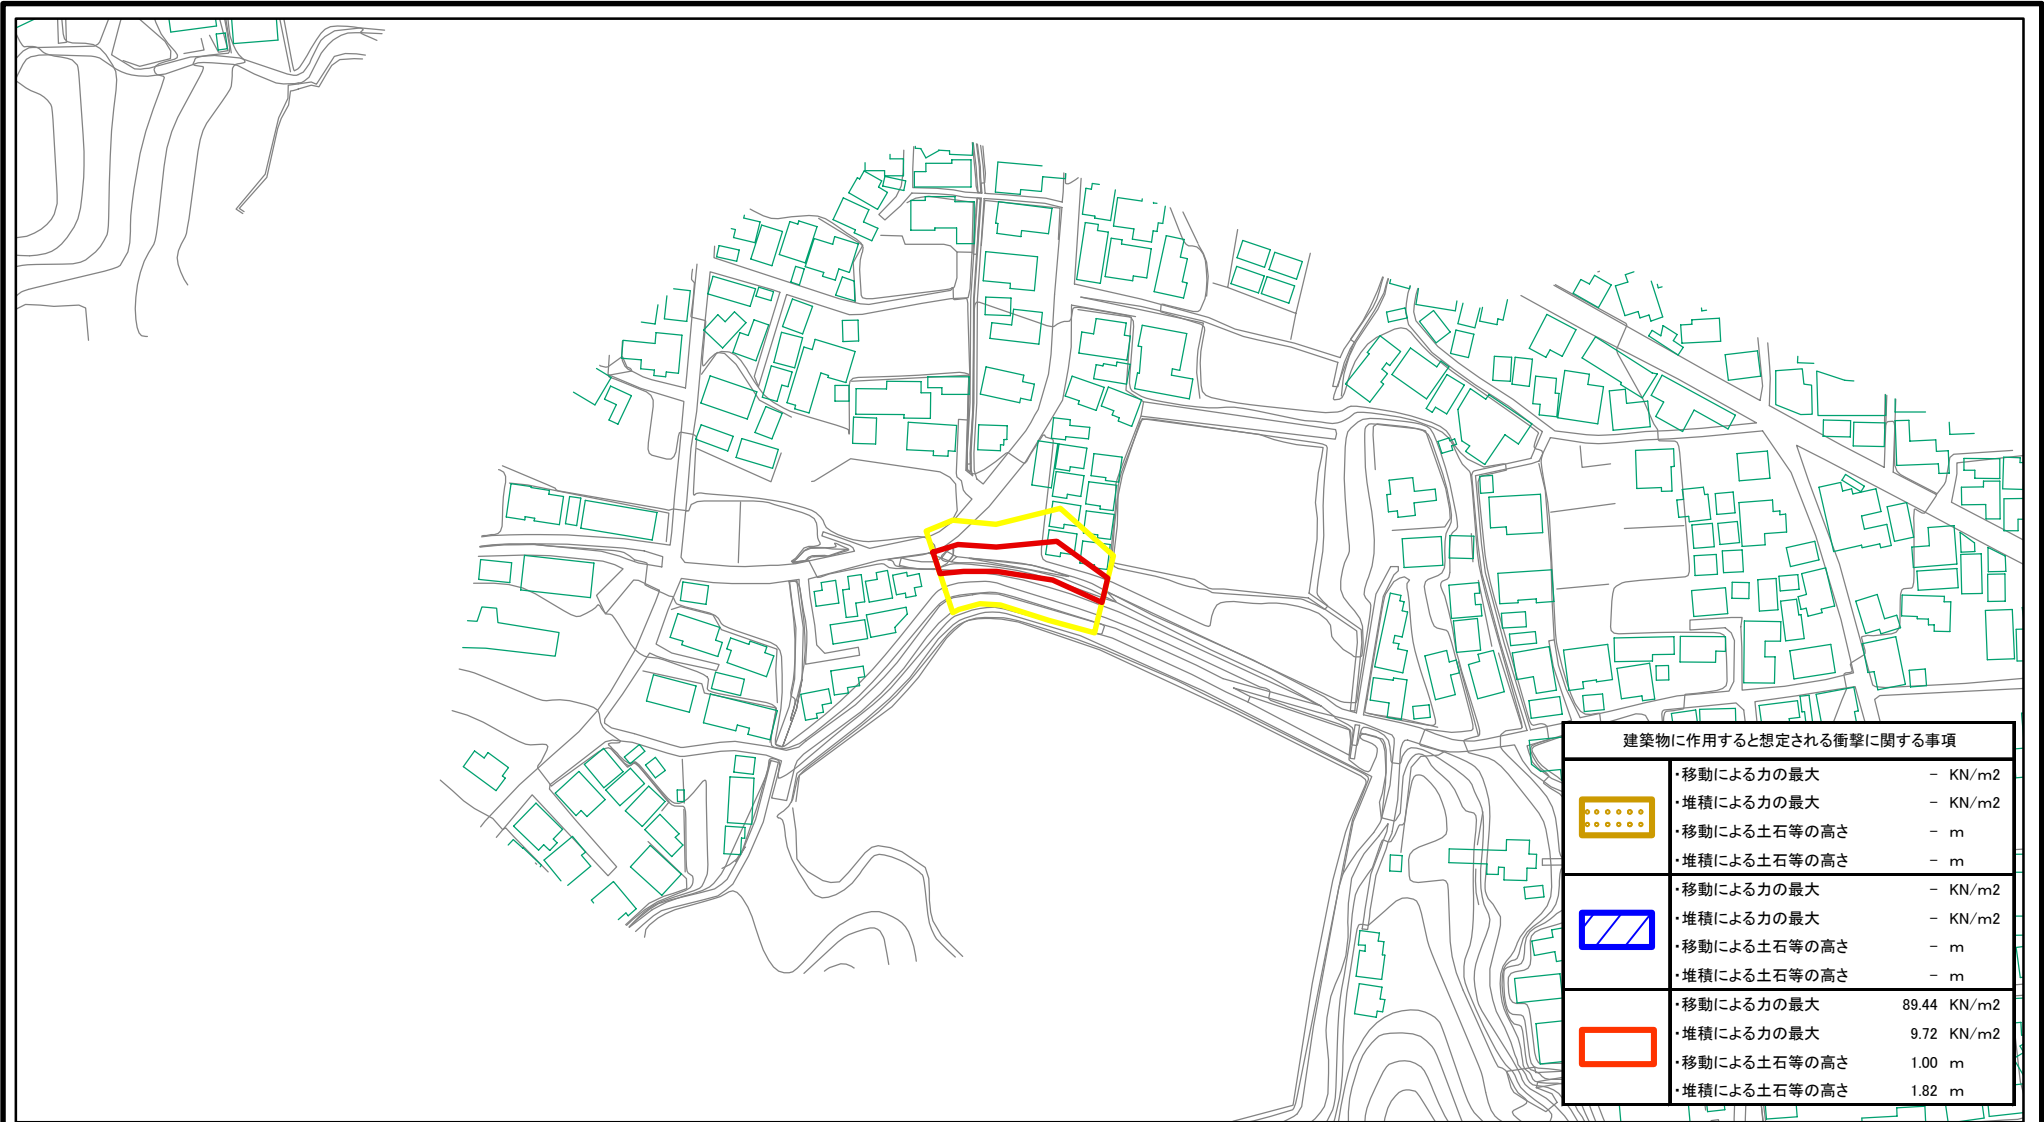 建築物に作用すると想定される衝撃に関する事項
・移動による力の最大 - KN/m2
・堆積による力の最大 - KN/m2
・移動による土石等の高さ - m
・堆積による土石等の高さ - m
・移動による力の最大 - KN/m2
・堆積による力の最大 - KN/m2
・移動による土石等の高さ - m
・堆積による土石等の高さ - m
・移動による力の最大 89.44 KN/m2
・堆積による力の最大 9.72 KN/m2
・移動による土石等の高さ 1.00 m
・堆積による土石等の高さ 1.82 m